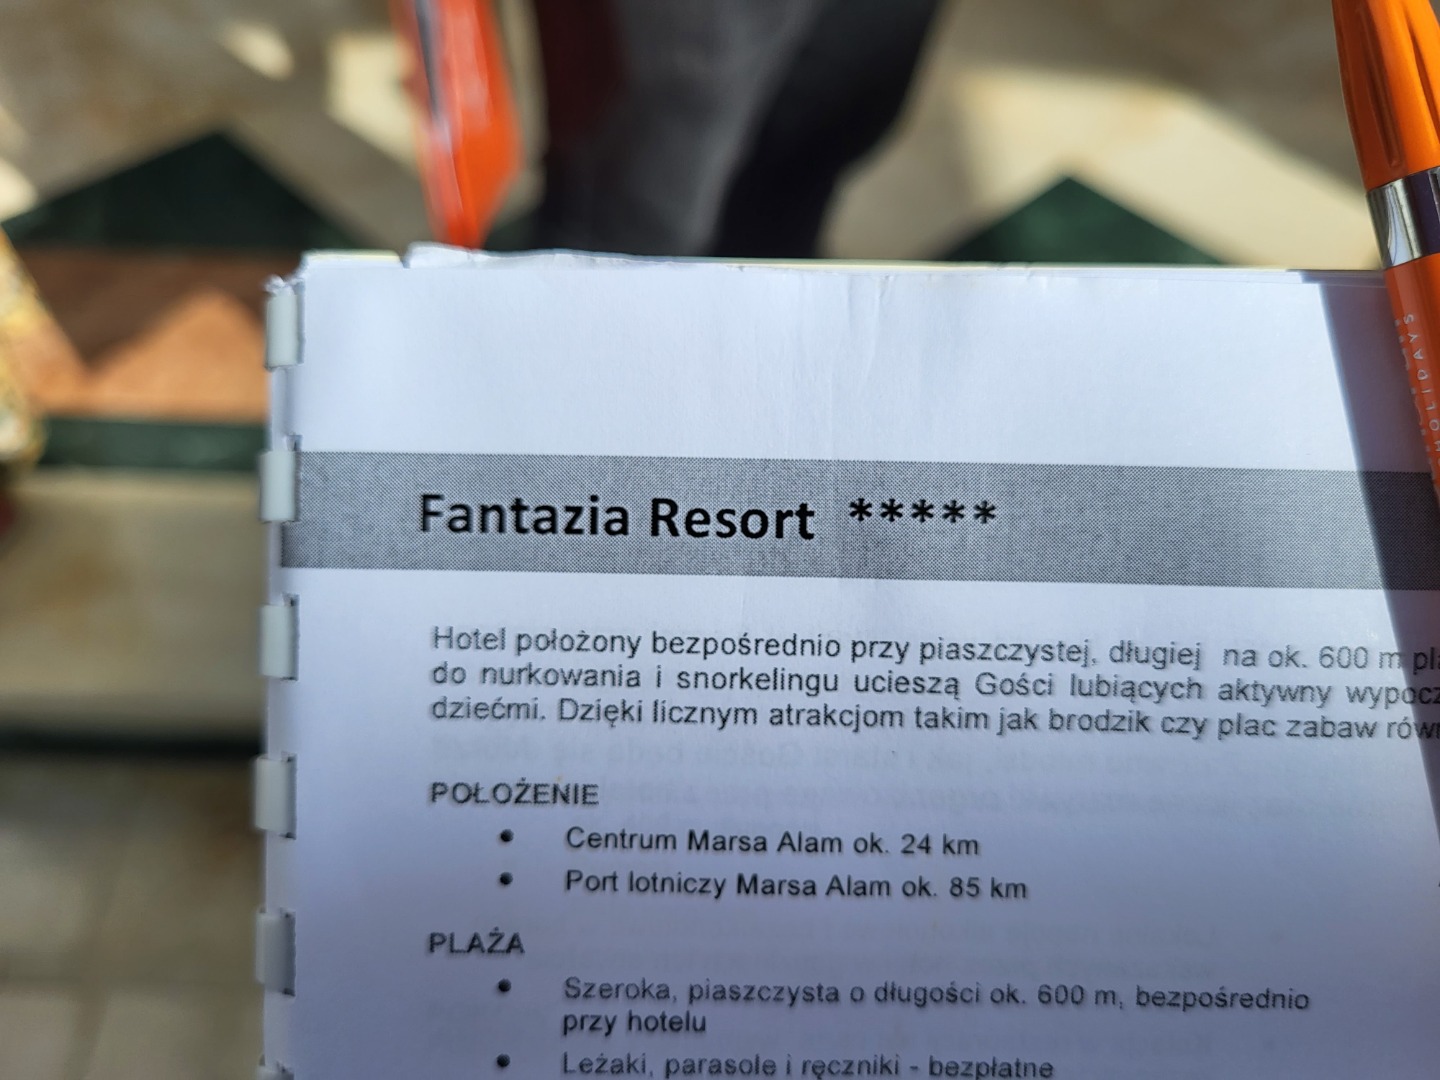 Fantazia Resort *****
Hotel położony bezpośrednio przy piaszczystej, długiej na ok. 600 m
do nurkowania i snorkelingu ucieszą Gości lubiących aktywny
dziećmi. Dzięki licznym atrakcjom takim jak brodzik czy plac zabaw
POŁOŻENIE
• Centrum Marsa Alam ok. 24 km
• Port lotniczy Marsa Alam ok. 85 km
PLAŻA
• Szeroka, piaszczysta o długości ok. 600 m, bezpośrednio
przy hotelu
• Leżaki, parasole i ręczniki - bezpłatne
HOLIDAYS